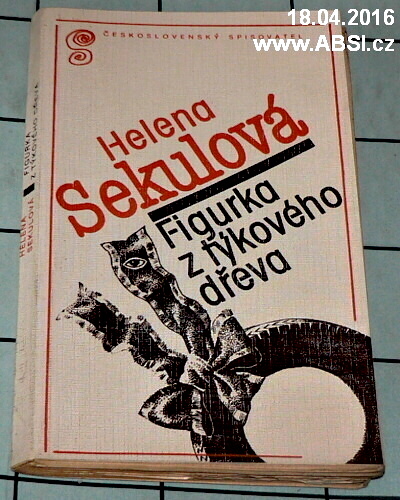 18.04.2016
www.ABSI.cz
ČESKOSLOVENSKÝ SPISOVATEL
Helena
Sekulová
Figurka
z týkového
dřeva
HELENA
SEKULOVÁ
FIGURKA
Z TÝKOVÉHO DŘEVA